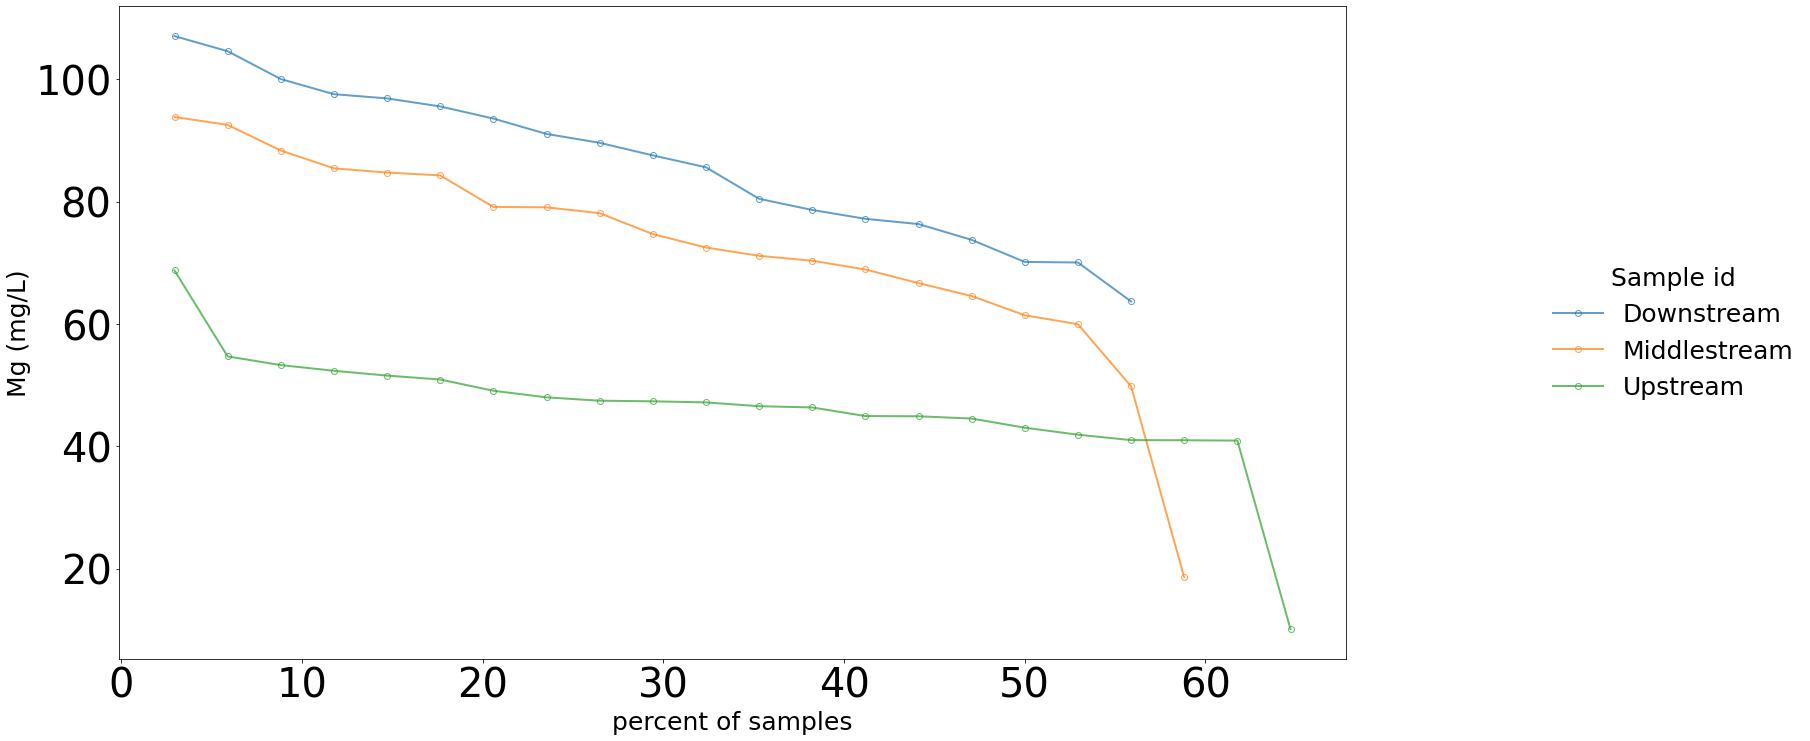 100
80
60
40
20
Mg (mg/L)
0 10 20 30 40 50 60
percent of samples
Sample id
Downstream
Middlestream
Upstream